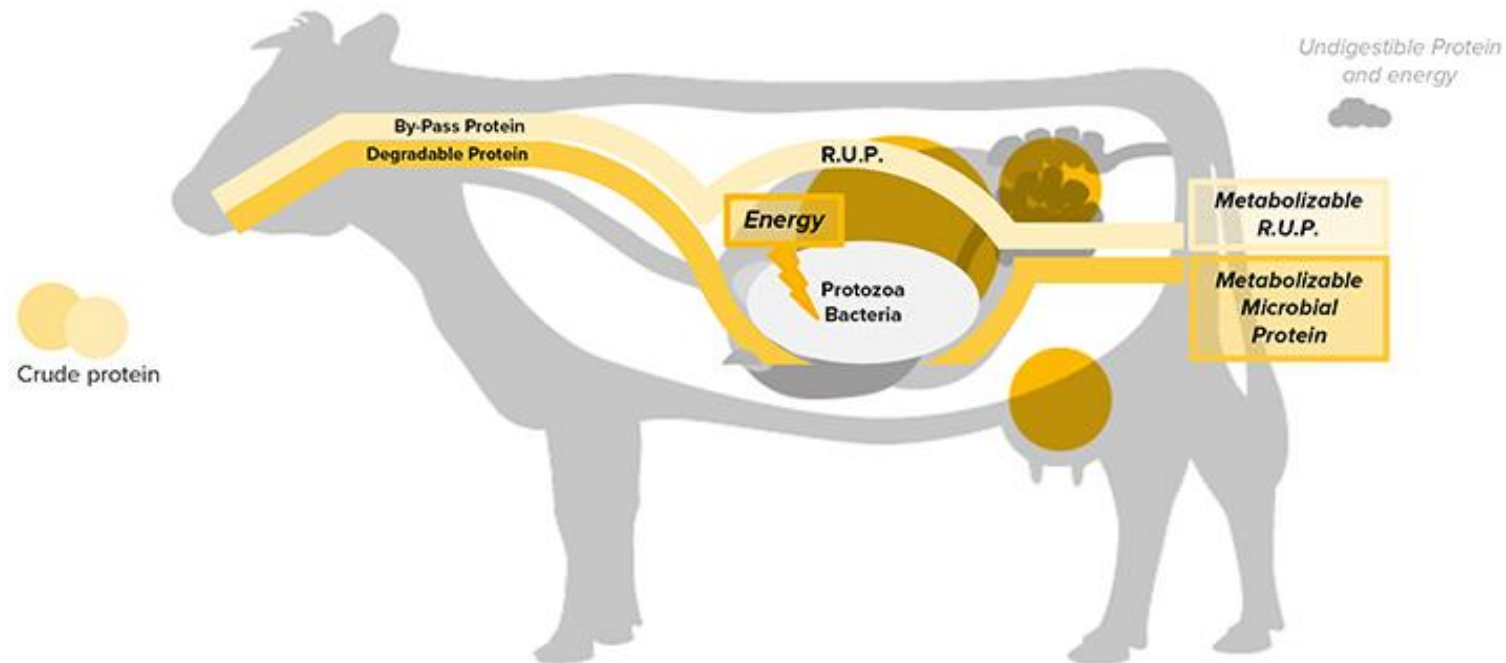 Undigestible Protein
and energy
By-Pass Protein
Degradable Protein
R.U.P.
Energy
Protozoa
Bacteria
Metabolizable
R.U.P.
Metabolizable
Microbial
Protein
Crude protein